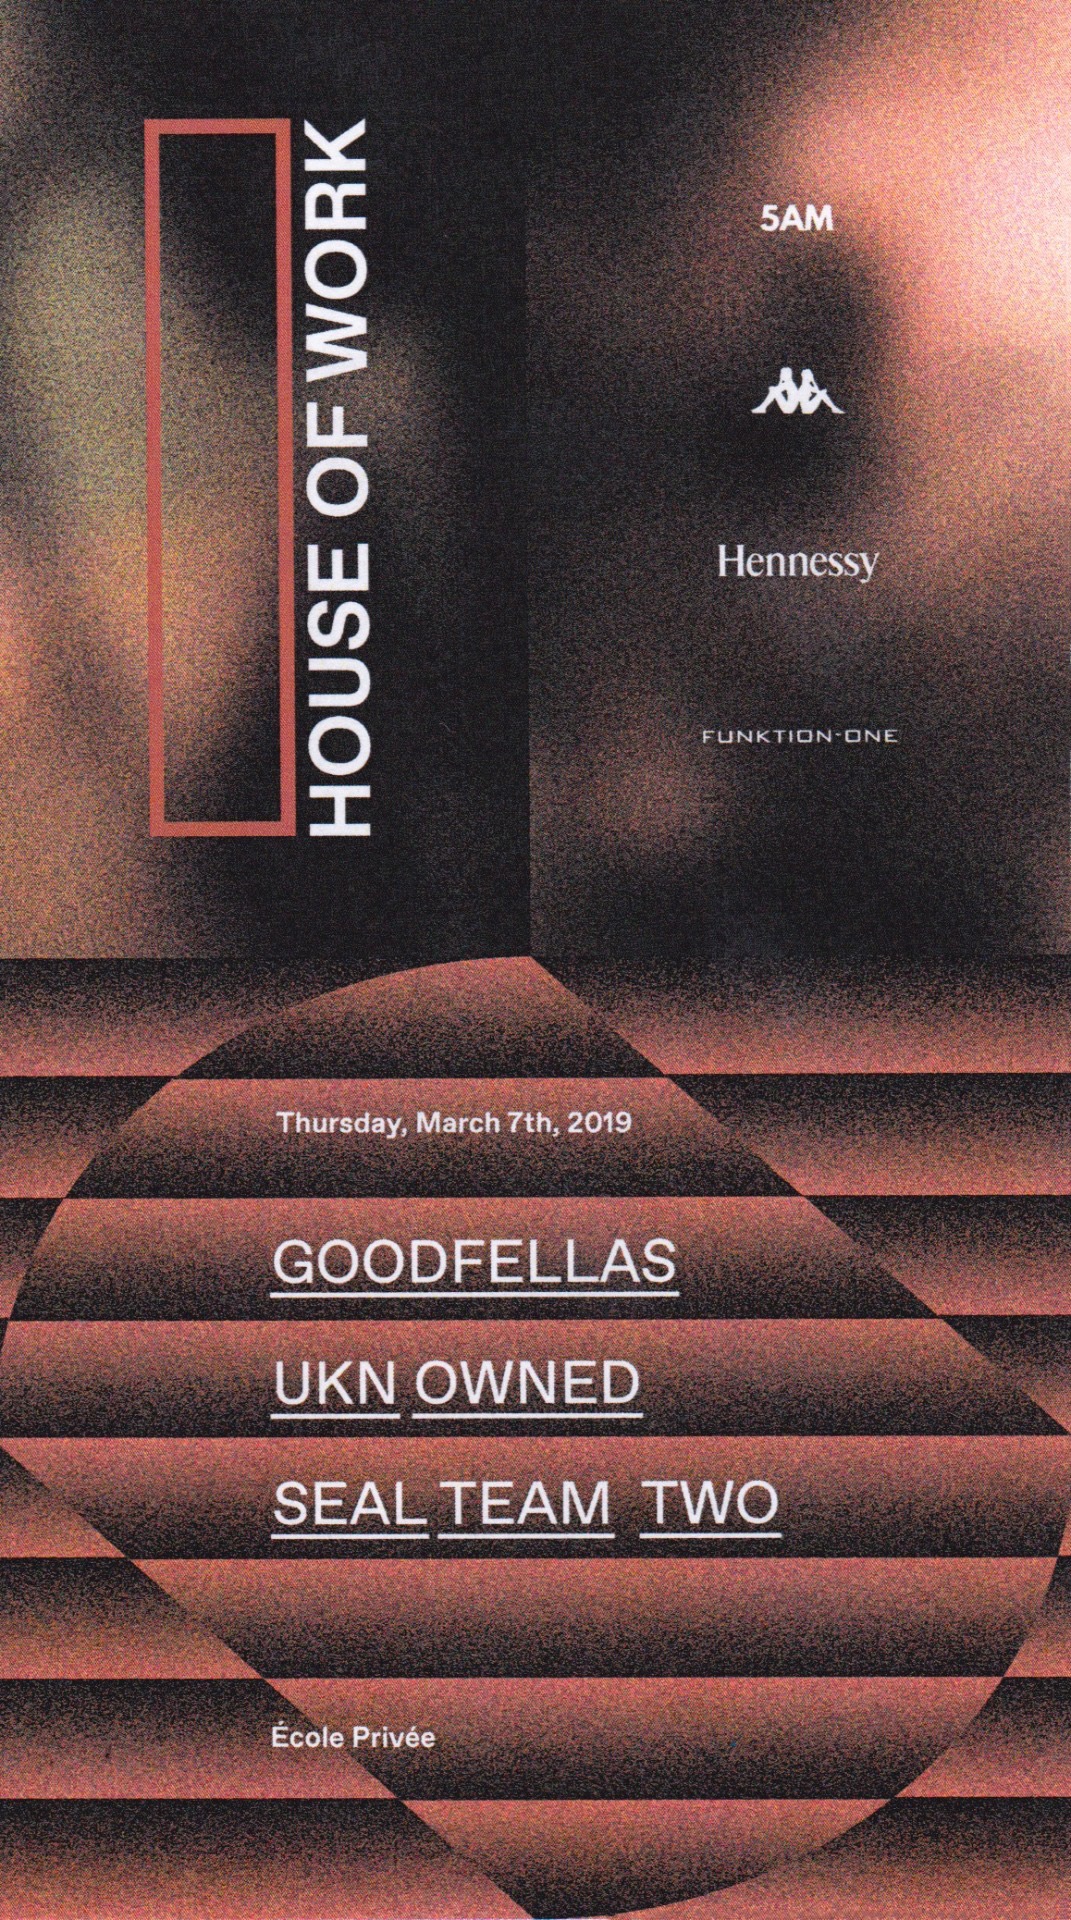 HOUSE OF WORK
5AM
Hennessy
FUNKTION-ONE
Thursday, March 7th, 2019
GOODFELLAS
UKN OWNED
SEAL TEAM TWO
École Privée